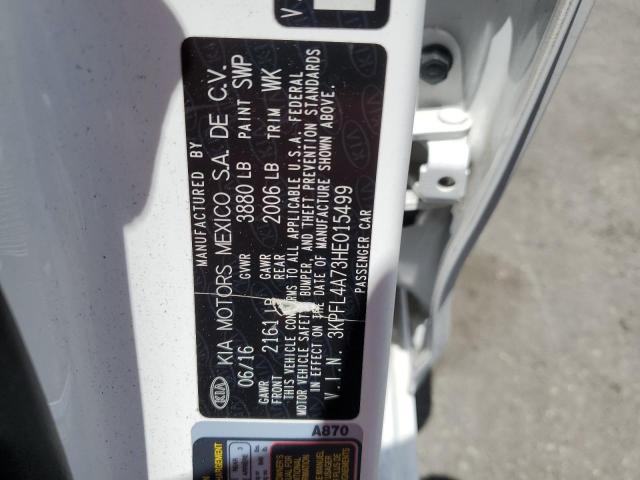 MANUFACTURED BY
KIA KIA MOTORS MEXICO S.A. DE C.V.
06/16 GVWR 3880 LB PAINT SWP
GAWR FRONT 2161 LB GAWR REAR 2006 LB TRIM WK
THIS VEHICLE CONFORMS TO ALL APPLICABLE U.S.A. FEDERAL
MOTOR VEHICLE SAFETY, BUMPER, AND THEFT PREVENTION STANDARDS
IN EFFECT ON THE DATE OF MANUFACTURE SHOWN ABOVE.
V.I.N. 3KPFL4A73HE015499
PASSENGER CAR
A870